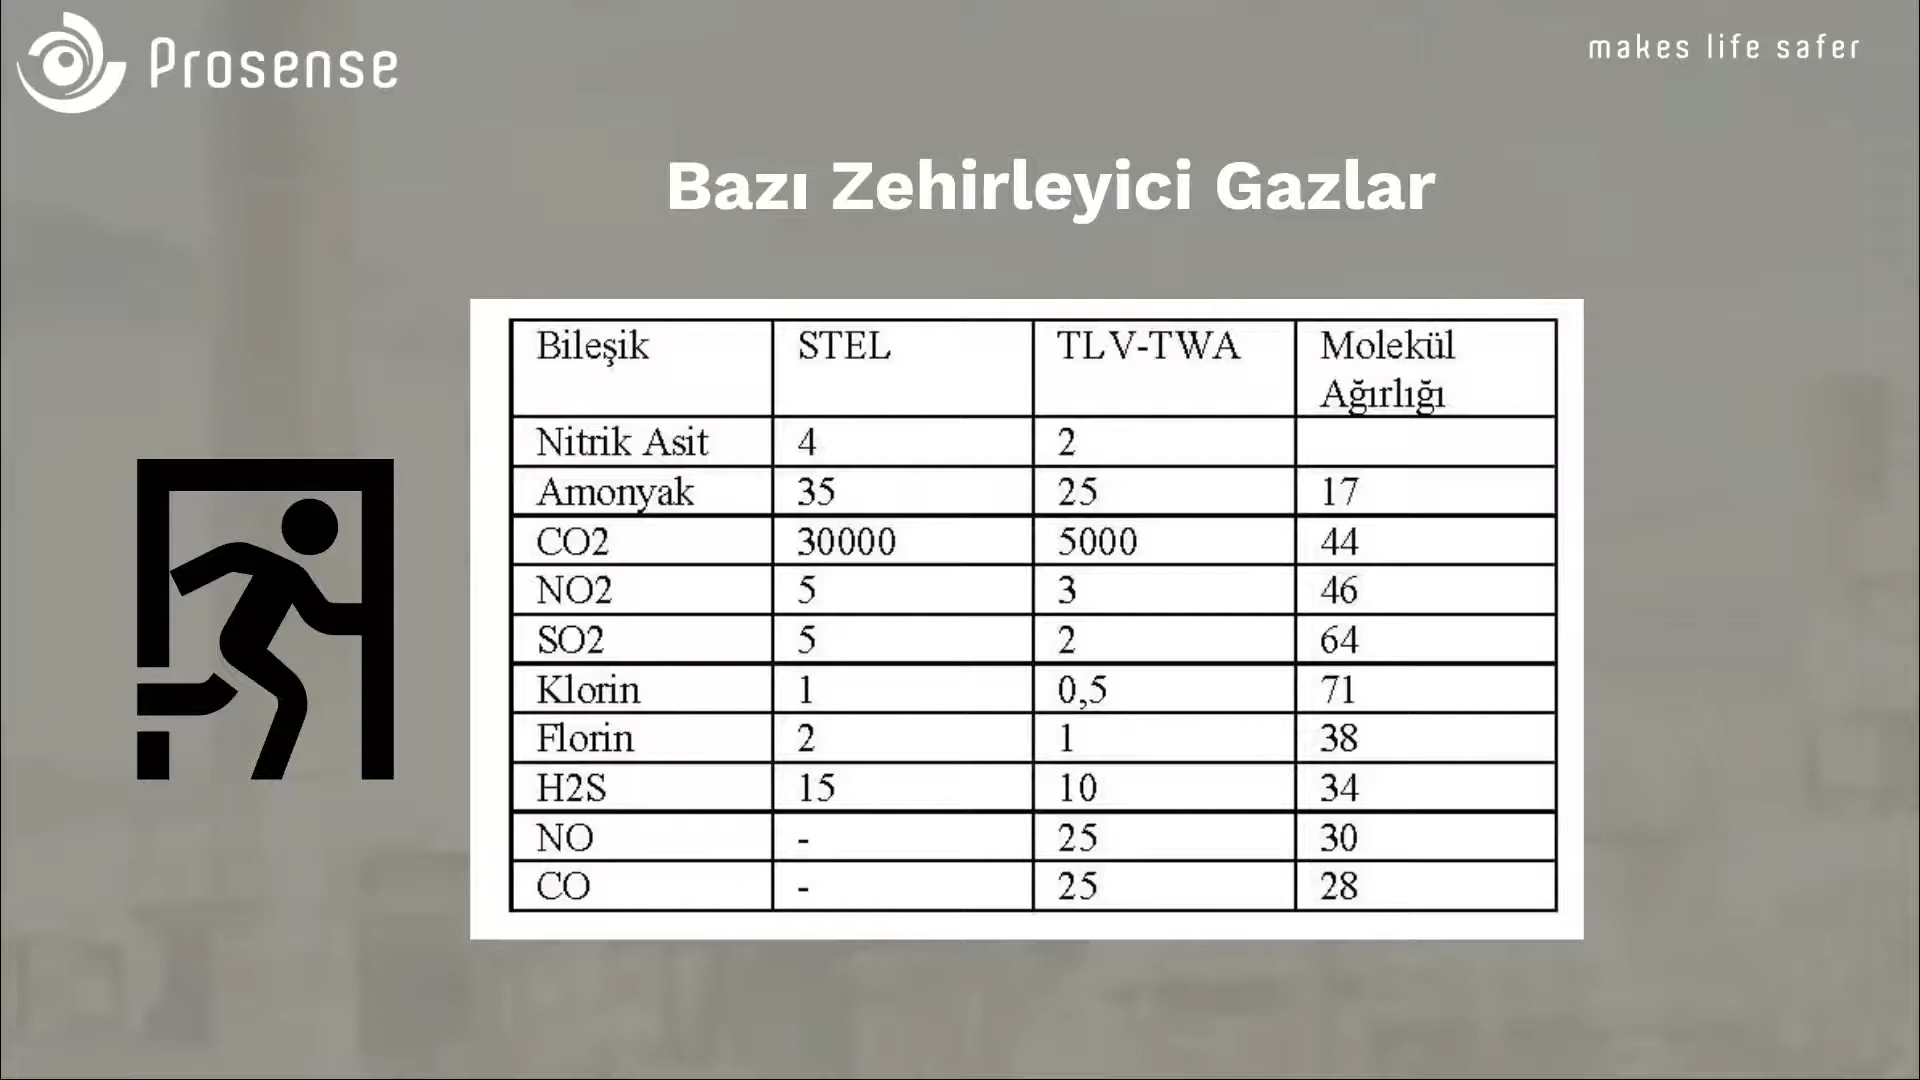 Prosense
makes life safer
Bazı Zehirleyici Gazlar
Bileşik STEL TLV-TWA Molekül Ağırlığı
Nitrik Asit 4 2
Amonyak 35 25 17
CO2 30000 5000 44
NO2 5 3 46
SO2 5 2 64
Klorin 1 0,5 71
Florin 2 1 38
H2S 15 10 34
NO - 25 30
CO - 25 28